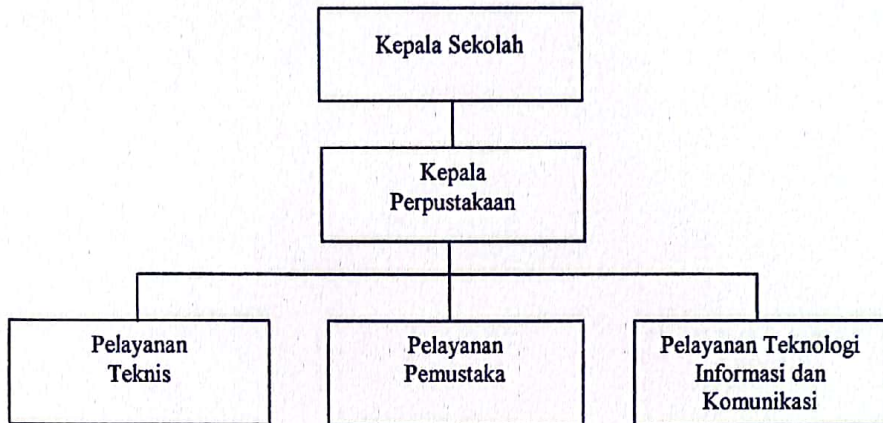 Kepala Sekolah
Kepala
Perpustakaan
Pelayanan
Teknis
Pelayanan
Pemustaka
Pelayanan Teknologi
Informasi dan
Komunikasi